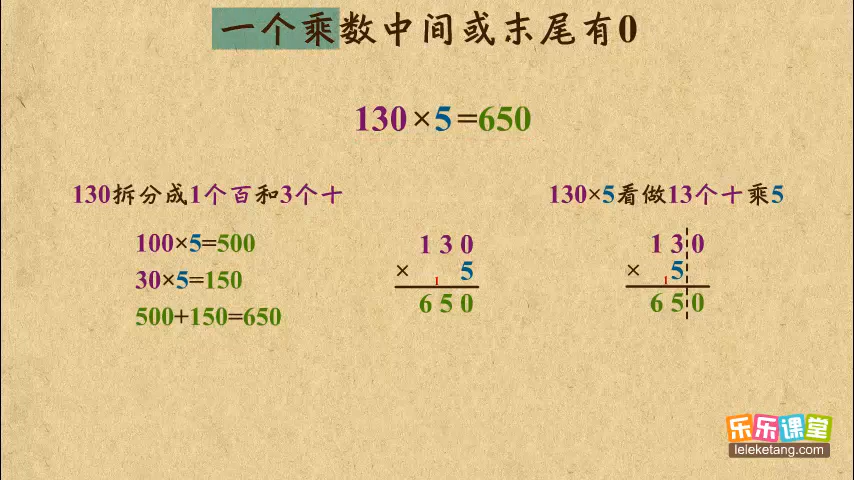 一个乘数中间或末尾有0
130×5=650
130拆分成1个百和3个十
100×5=500
30×5=150
500+150=650
1 3 0
× 5
1
6 5 0
130×5看做13个十乘5
1 3 0
× 5
1
6 5 0
乐乐课堂
leleketang.com